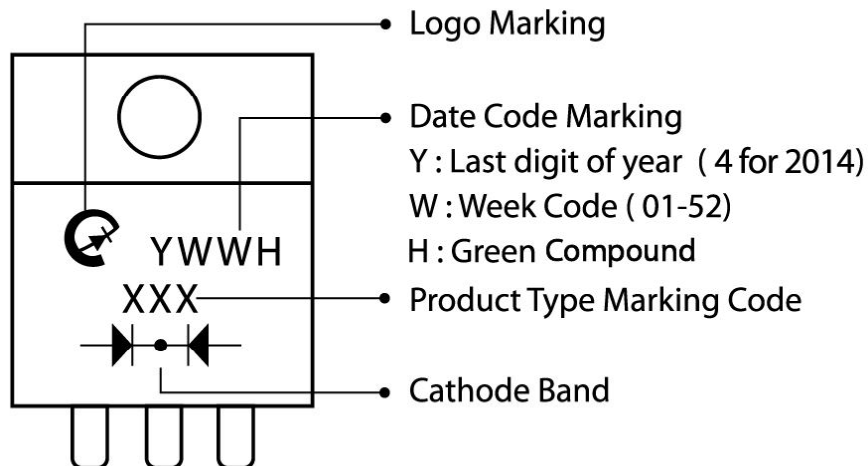 Logo Marking
Date Code Marking
Y : Last digit of year ( 4 for 2014)
W : Week Code ( 01-52)
H : Green Compound
YWWH
XXX
Product Type Marking Code
Cathode Band